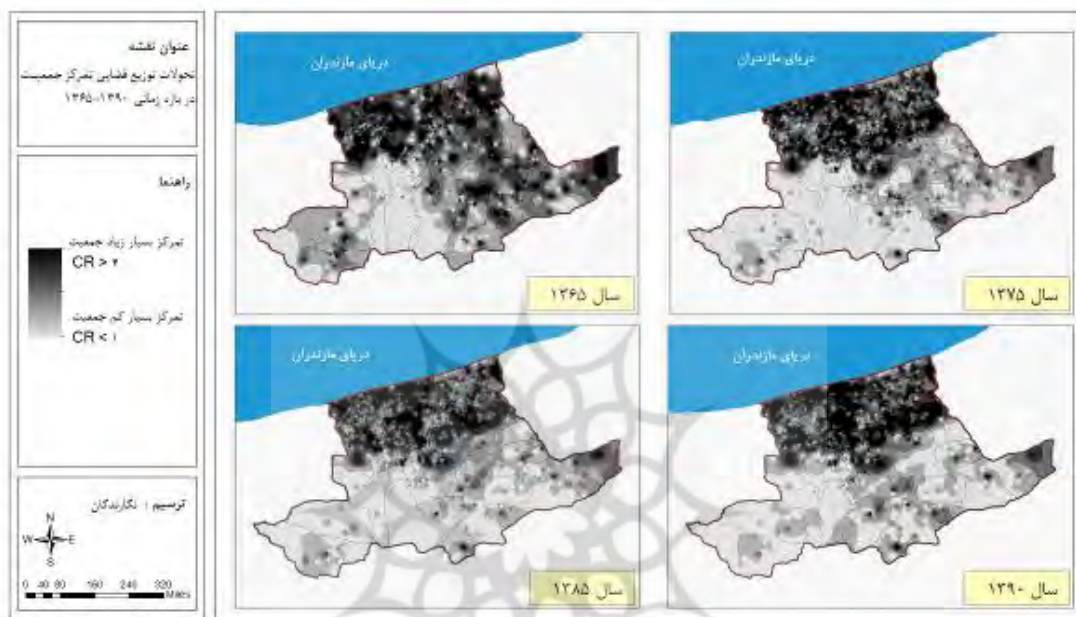 عنوان نقشه
تحولات توزیع فضایی تمرکز جمعیت
در بازه زمانی ۱۳۹۰-۱۳۶۵
راهنما
تمرکز بسیار زیاد جمعیت
CR > ۲
تمرکز بسیار کم جمعیت
CR < ۱
ترسیم : نگارندگان
N
W E
S
0 40 80 160 240 320
Miles
دریای مازندران
سال ۱۳۶۵
دریای مازندران
سال ۱۳۷۵
دریای مازندران
سال ۱۳۸۵
دریای مازندران
سال ۱۳۹۰